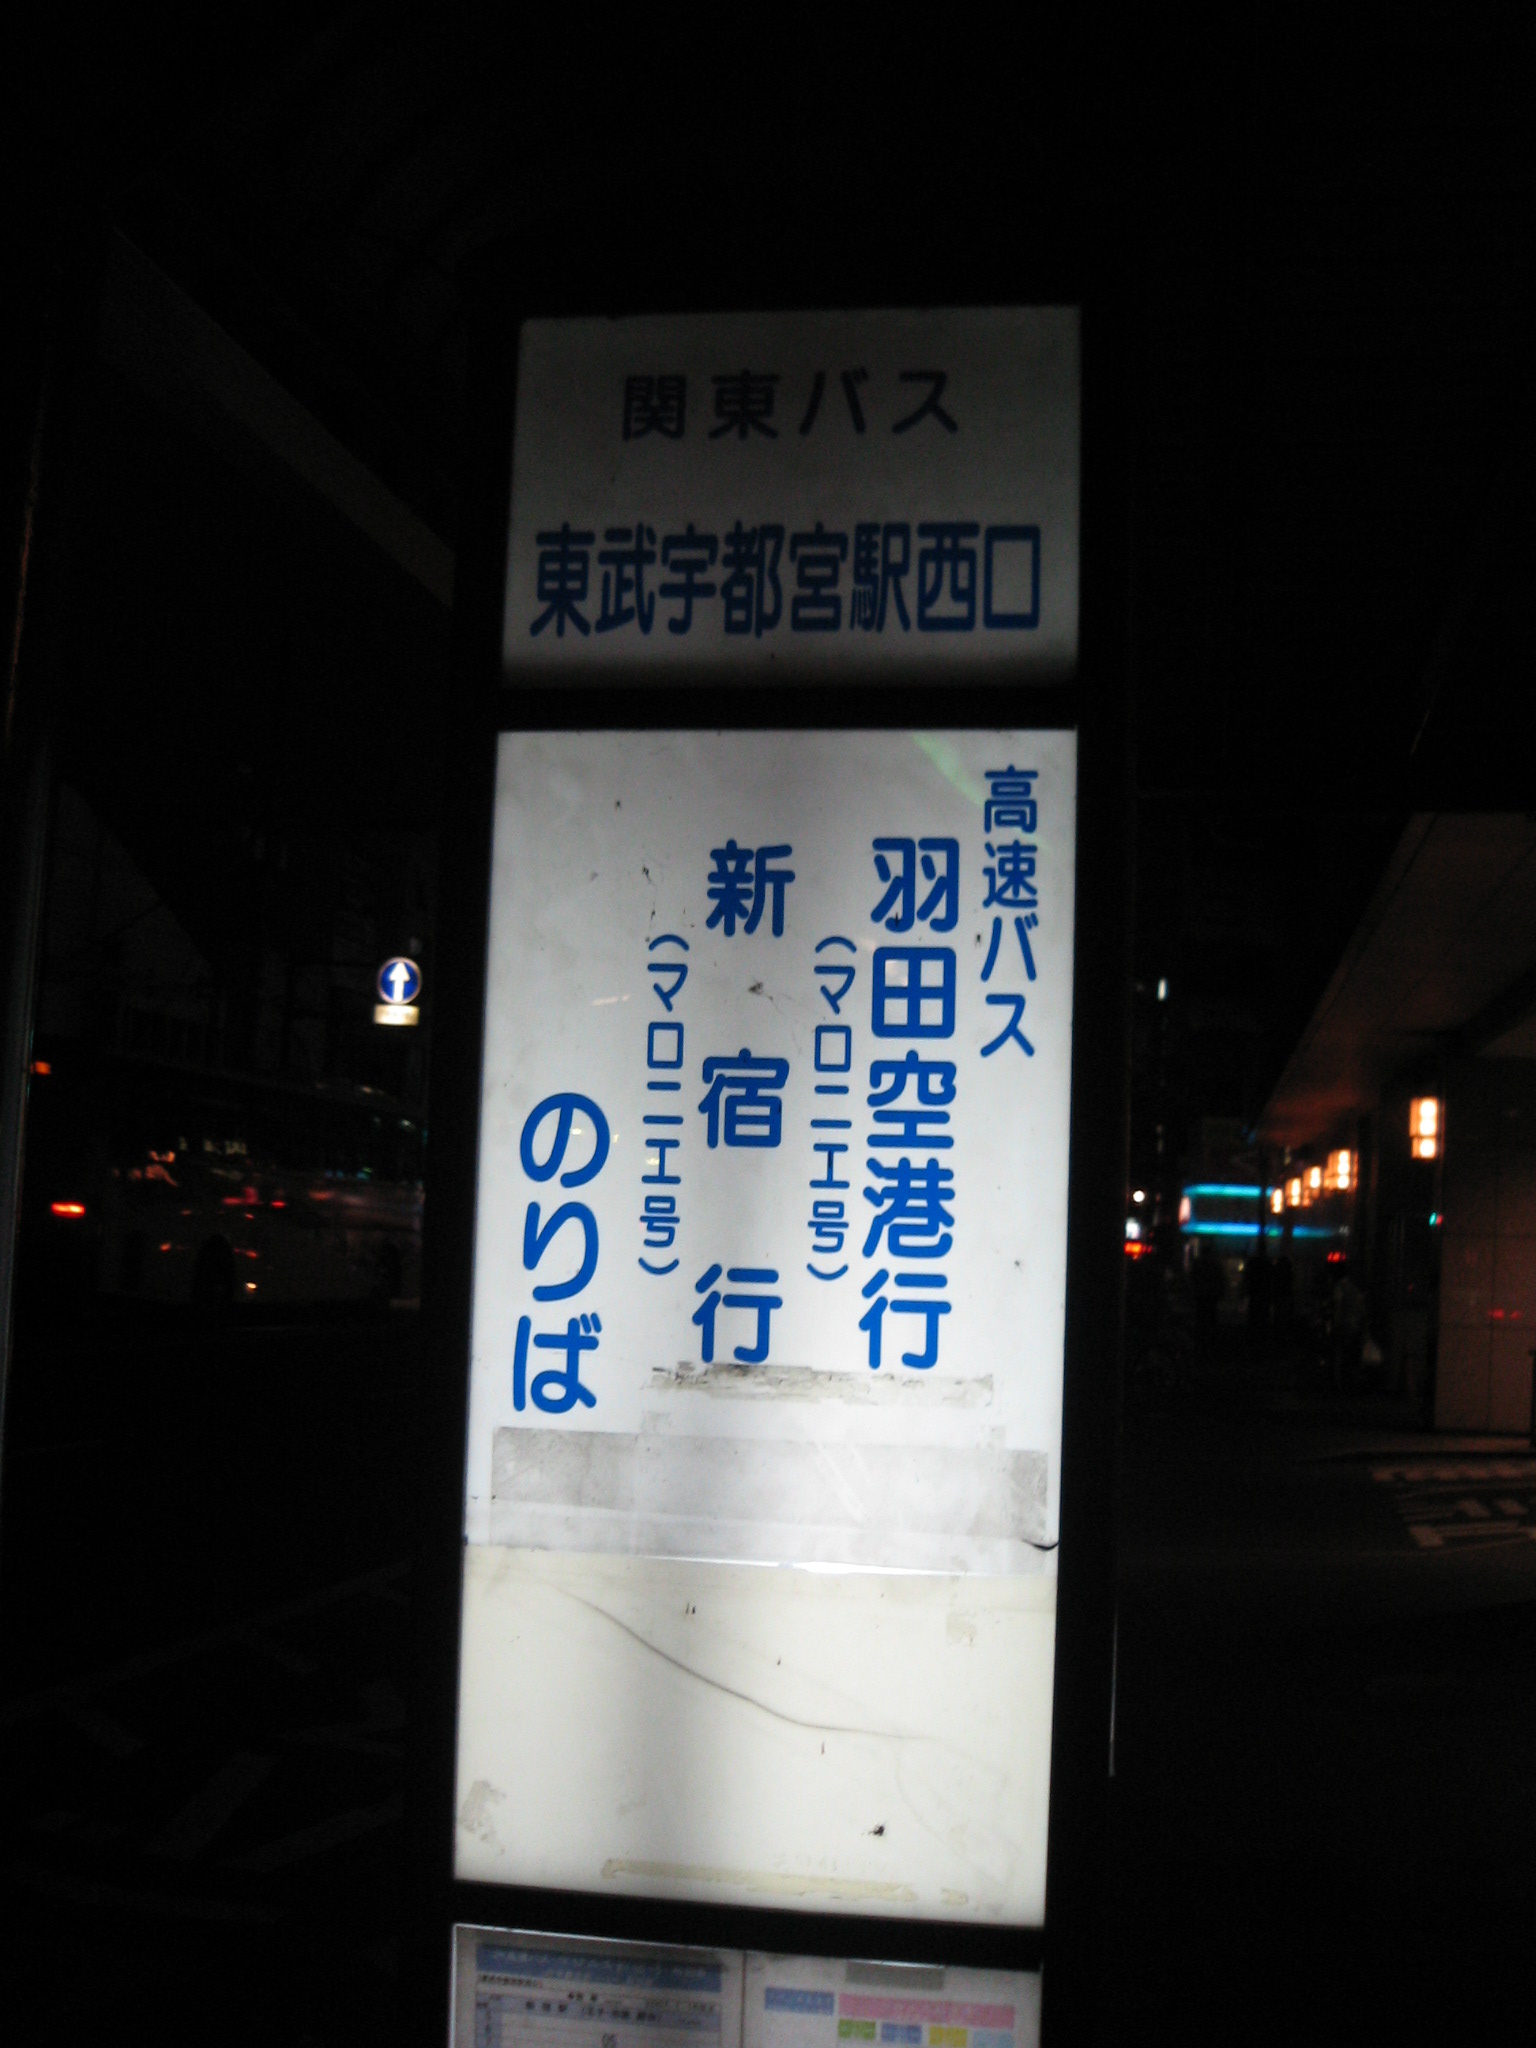 関東バス
東武宇都宮駅西口
高速バス
羽田空港行
(マロニエ号)
新宿行
(マロニエ号)
のりば